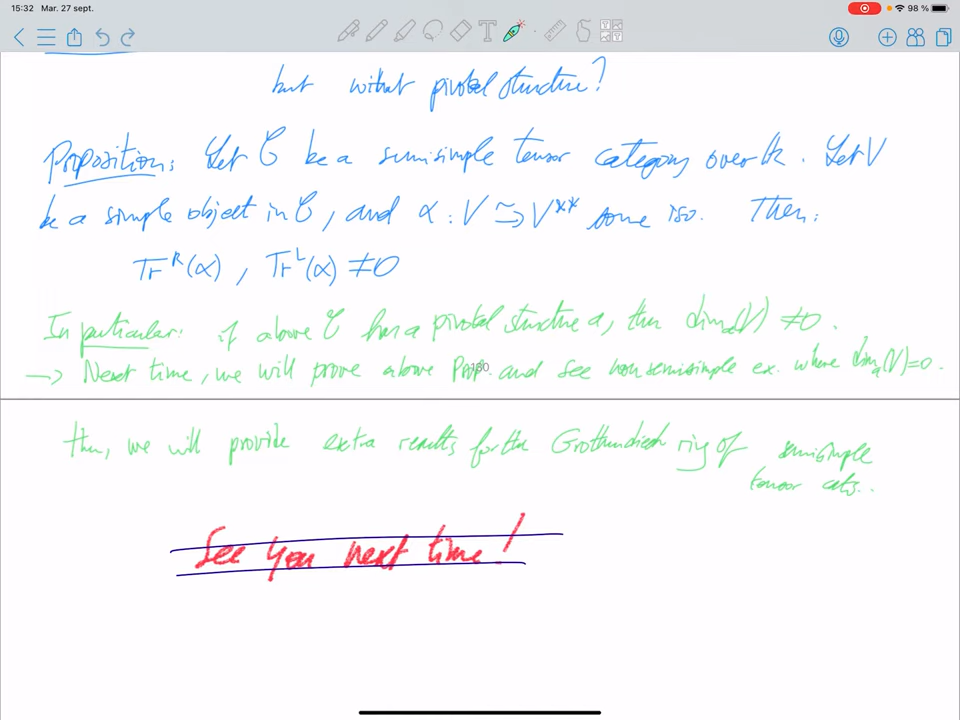 15:32 Mar. 27 sept. 98 %
but without pivotal structure?
Proposition: Let C be a semisimple tensor category over k. Let V
be a simple object in C, and α: V ≅→ V** some iso. Then:
Tr^R(α), Tr^L(α) ≠ 0
In particular: if above C has a pivotal structure a, then dim_a(V) ≠ 0.
→ Next time, we will prove above Prop. and see nonsemisimple ex. where dim_a(V)=0.
then, we will provide extra results for the Grothendieck ring of semisimple
tensor cats..
See you next time!